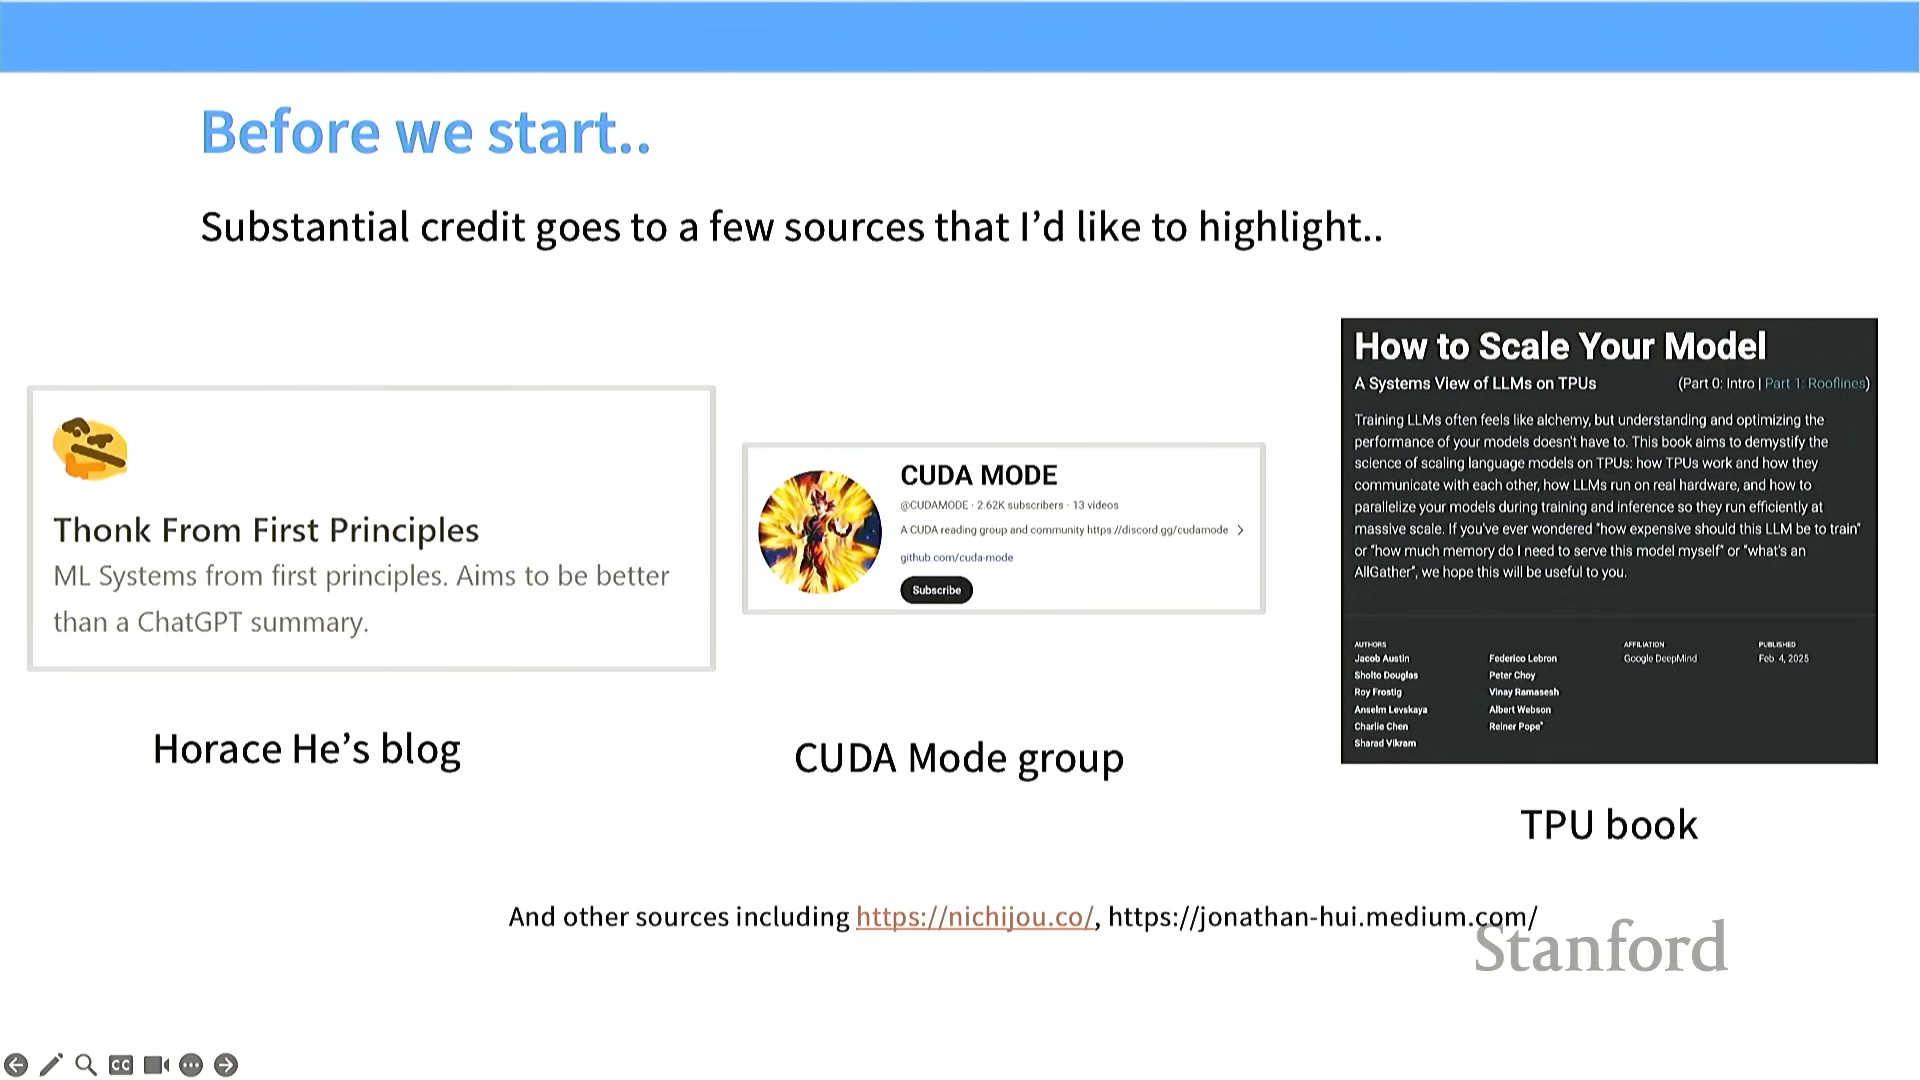 Before we start..
Substantial credit goes to a few sources that I'd like to highlight..
Thonk From First Principles
ML Systems from first principles. Aims to be better
than a ChatGPT summary.
Horace He's blog
CUDA MODE
@CUDAMODE · 2.62K subscribers · 13 videos
A CUDA reading group and community https://discord.gg/cudamode
github.com/cuda-mode
Subscribe
CUDA Mode group
How to Scale Your Model
A Systems View of LLMs on TPUs (Part 0: Intro | Part 1: Rooflines)
Training LLMs often feels like alchemy, but understanding and optimizing the
performance of your models doesn't have to. This book aims to demystify the
science of scaling language models on TPUs: how TPUs work and how they
communicate with each other, how LLMs run on real hardware, and how to
parallelize your models during training and inference so they run efficiently at
massive scale. If you've ever wondered "how expensive should this LLM be to train"
or "how much memory do I need to serve this model myself" or "what's an
AllGather", we hope this will be useful to you.
AUTHORS
Jacob Austin
Sholto Douglas
Roy Frostig
Anselm Levskaya
Charlie Chen
Sharad Vikram
Federico Lebron
Peter Choy
Vinay Ramasesh
Albert Webson
Reiner Pope*
AFFILIATION
Google DeepMind
PUBLISHED
Feb. 4, 2025
TPU book
And other sources including https://nichijou.co/, https://jonathan-hui.medium.com/
Stanford
CC